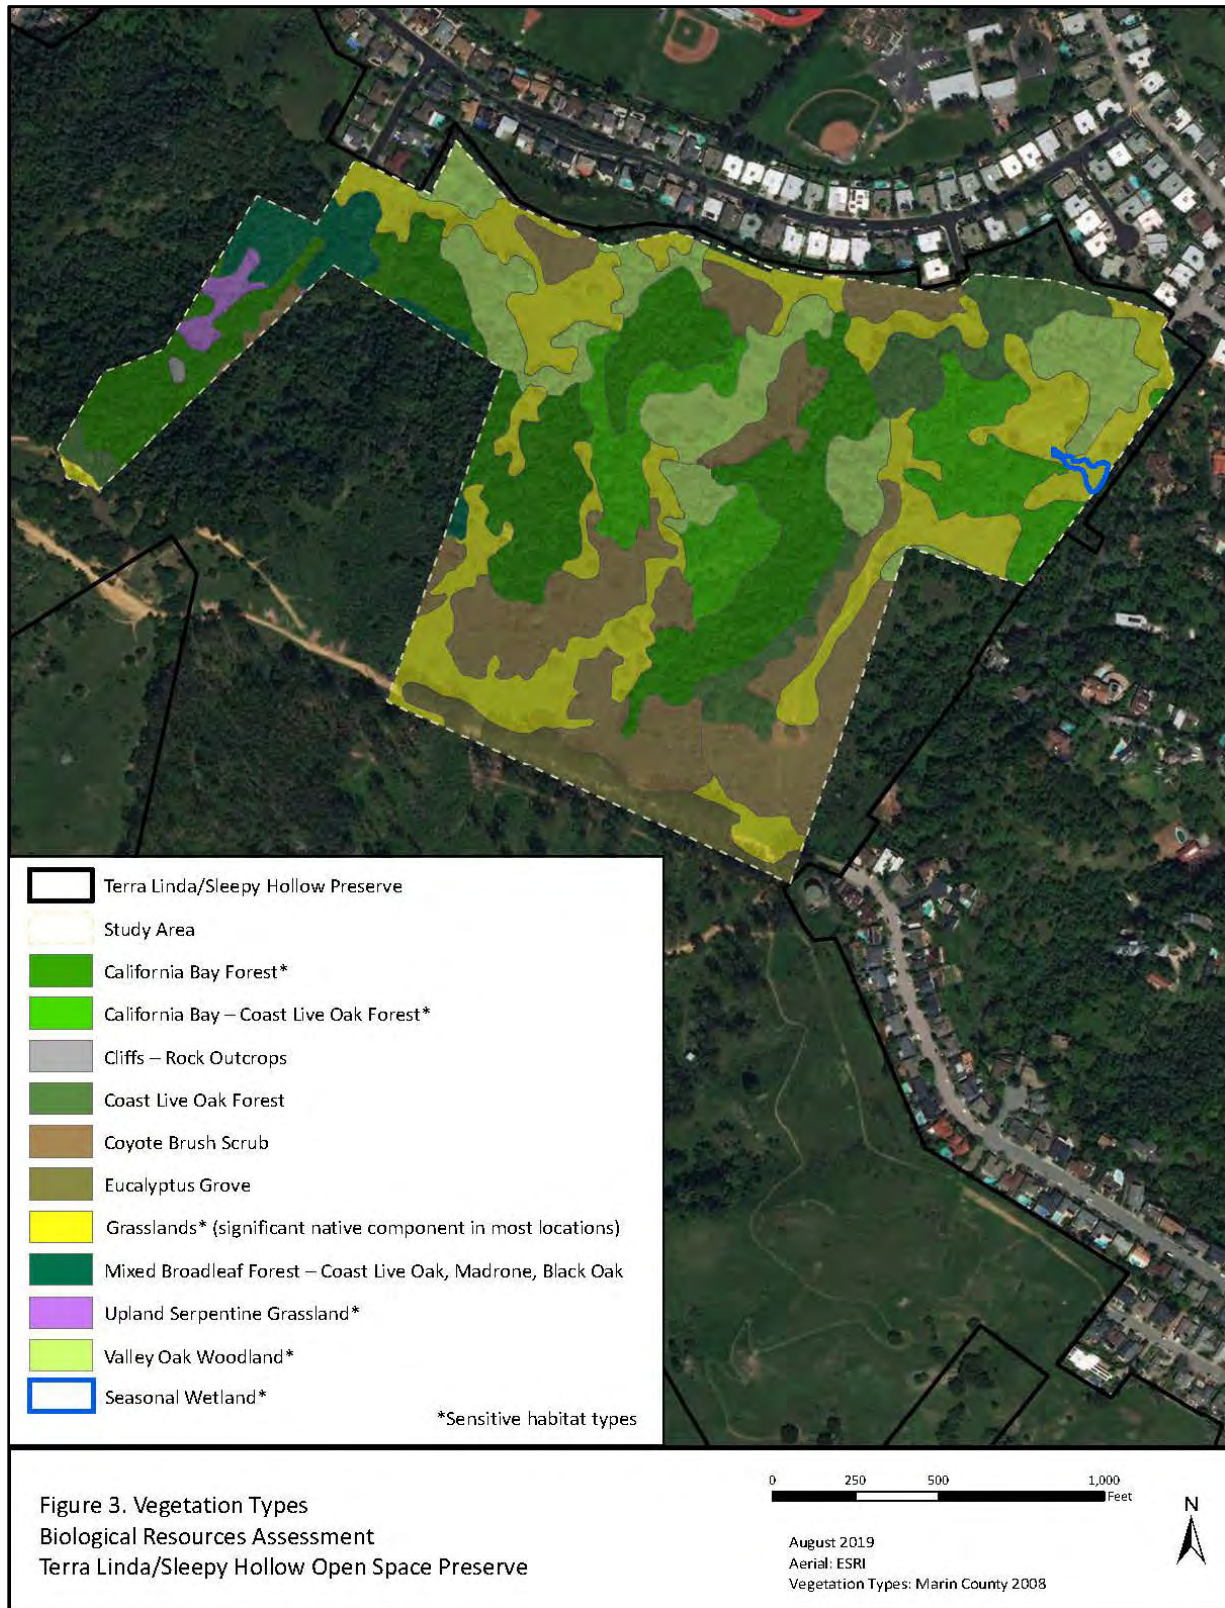 Terra Linda/Sleepy Hollow Preserve
Study Area
California Bay Forest*
California Bay – Coast Live Oak Forest*
Cliffs – Rock Outcrops
Coast Live Oak Forest
Coyote Brush Scrub
Eucalyptus Grove
Grasslands* (significant native component in most locations)
Mixed Broadleaf Forest – Coast Live Oak, Madrone, Black Oak
Upland Serpentine Grassland*
Valley Oak Woodland*
Seasonal Wetland*
*Sensitive habitat types
Figure 3. Vegetation Types
Biological Resources Assessment
Terra Linda/Sleepy Hollow Open Space Preserve
0 250 500 1,000
Feet
N
August 2019
Aerial: ESRI
Vegetation Types: Marin County 2008